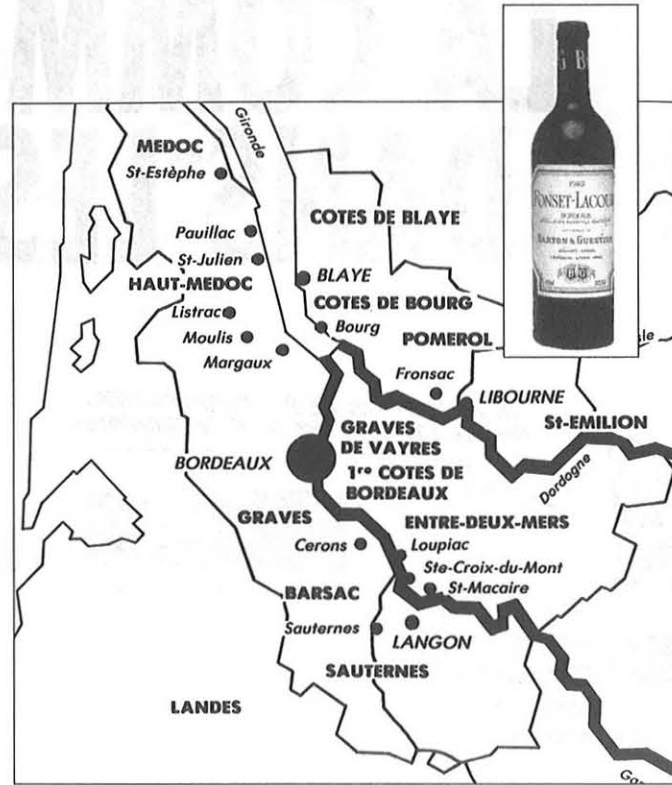 G B
1985
PONSET-LACOUR
BORDEAUX
BARTON & GUESTIER
MEDOC
Gironde
St-Estèphe
COTES DE BLAYE
Pauillac
St-Julien
BLAYE
HAUT-MEDOC
COTES DE BOURG
Listrac
Bourg
POMEROL
Moulis
Margaux
Fronsac
LIBOURNE
GRAVES
DE VAYRES
St-EMILION
BORDEAUX
1re COTES DE
BORDEAUX
Dordogne
GRAVES
ENTRE-DEUX-MERS
Cerons
Loupiac
Ste-Croix-du-Mont
BARSAC
St-Macaire
Sauternes
LANGON
SAUTERNES
LANDES